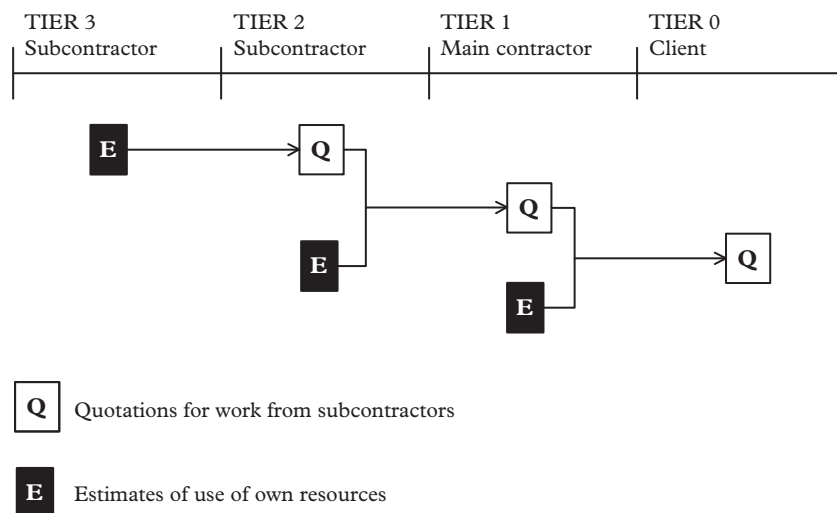 TIER 3
Subcontractor
TIER 2
Subcontractor
TIER 1
Main contractor
TIER 0
Client
E
Q
E
Q
E
Q
Q
Quotations for work from subcontractors
E
Estimates of use of own resources